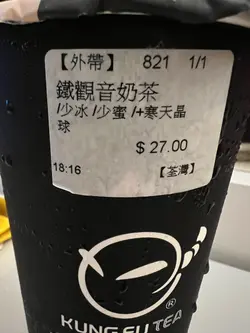 【外帶】 821 1/1
鐵觀音奶茶
/少冰 /少蜜 /+寒天晶
球
$ 27.00
18:16 【荃灣】
®
KUNG FU TEA